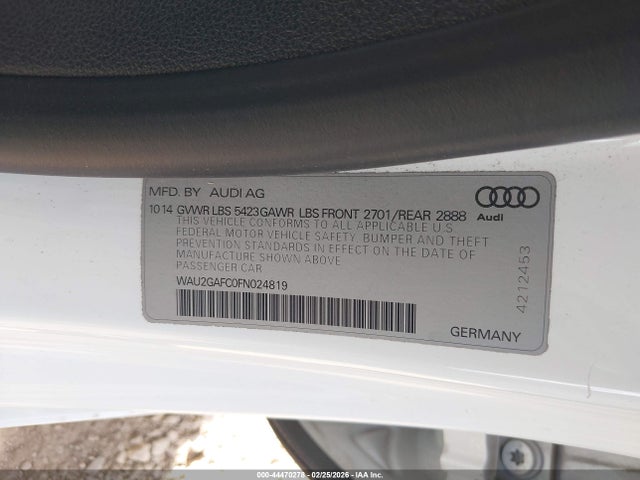 MFD. BY AUDI AG
10 14 GVWR LBS 5423 GAWR LBS FRONT 2701/REAR 2888
THIS VEHICLE CONFORMS TO ALL APPLICABLE U.S.
FEDERAL MOTOR VEHICLE SAFETY, BUMPER AND THEFT
PREVENTION STANDARDS IN EFFECT ON THE DATE OF
MANUFACTURE SHOWN ABOVE.
PASSENGER CAR
WAU2GAFC0FN024819
Audi
4212453
GERMANY
000-44470278 - 02/25/2026 - COPYRIGHT IAA, LLC.